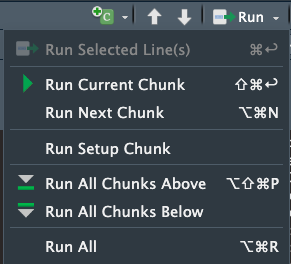 C
Run
Run Selected Line(s) ⌘↩
Run Current Chunk ⇧⌘↩
Run Next Chunk ⌥⌘N
Run Setup Chunk
Run All Chunks Above ⌥⇧⌘P
Run All Chunks Below
Run All ⌥⌘R